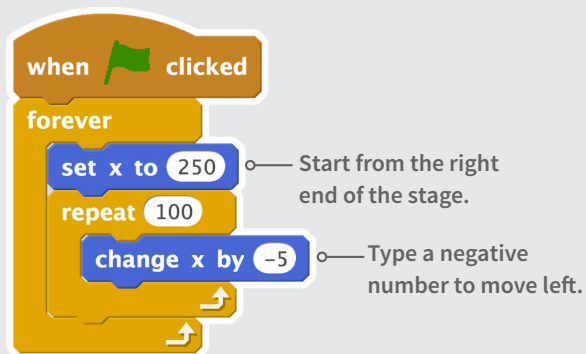 when clicked
forever
set x to 250
Start from the right
end of the stage.
repeat 100
change x by -5
Type a negative
number to move left.